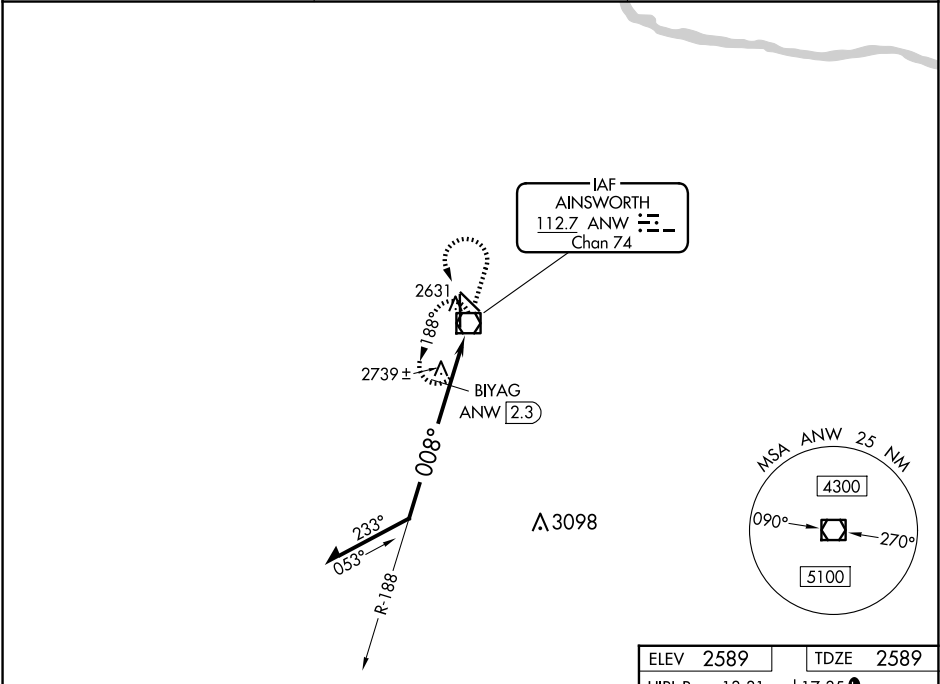 IAF
AINSWORTH
112.7 ANW
Chan 74
2631
188°
2739 ±
BIYAG
ANW 2.3
008°
233°
053°
R-188
3098
MSA ANW 25 NM
4300
090°
270°
5100
ELEV 2589
TDZE 2589